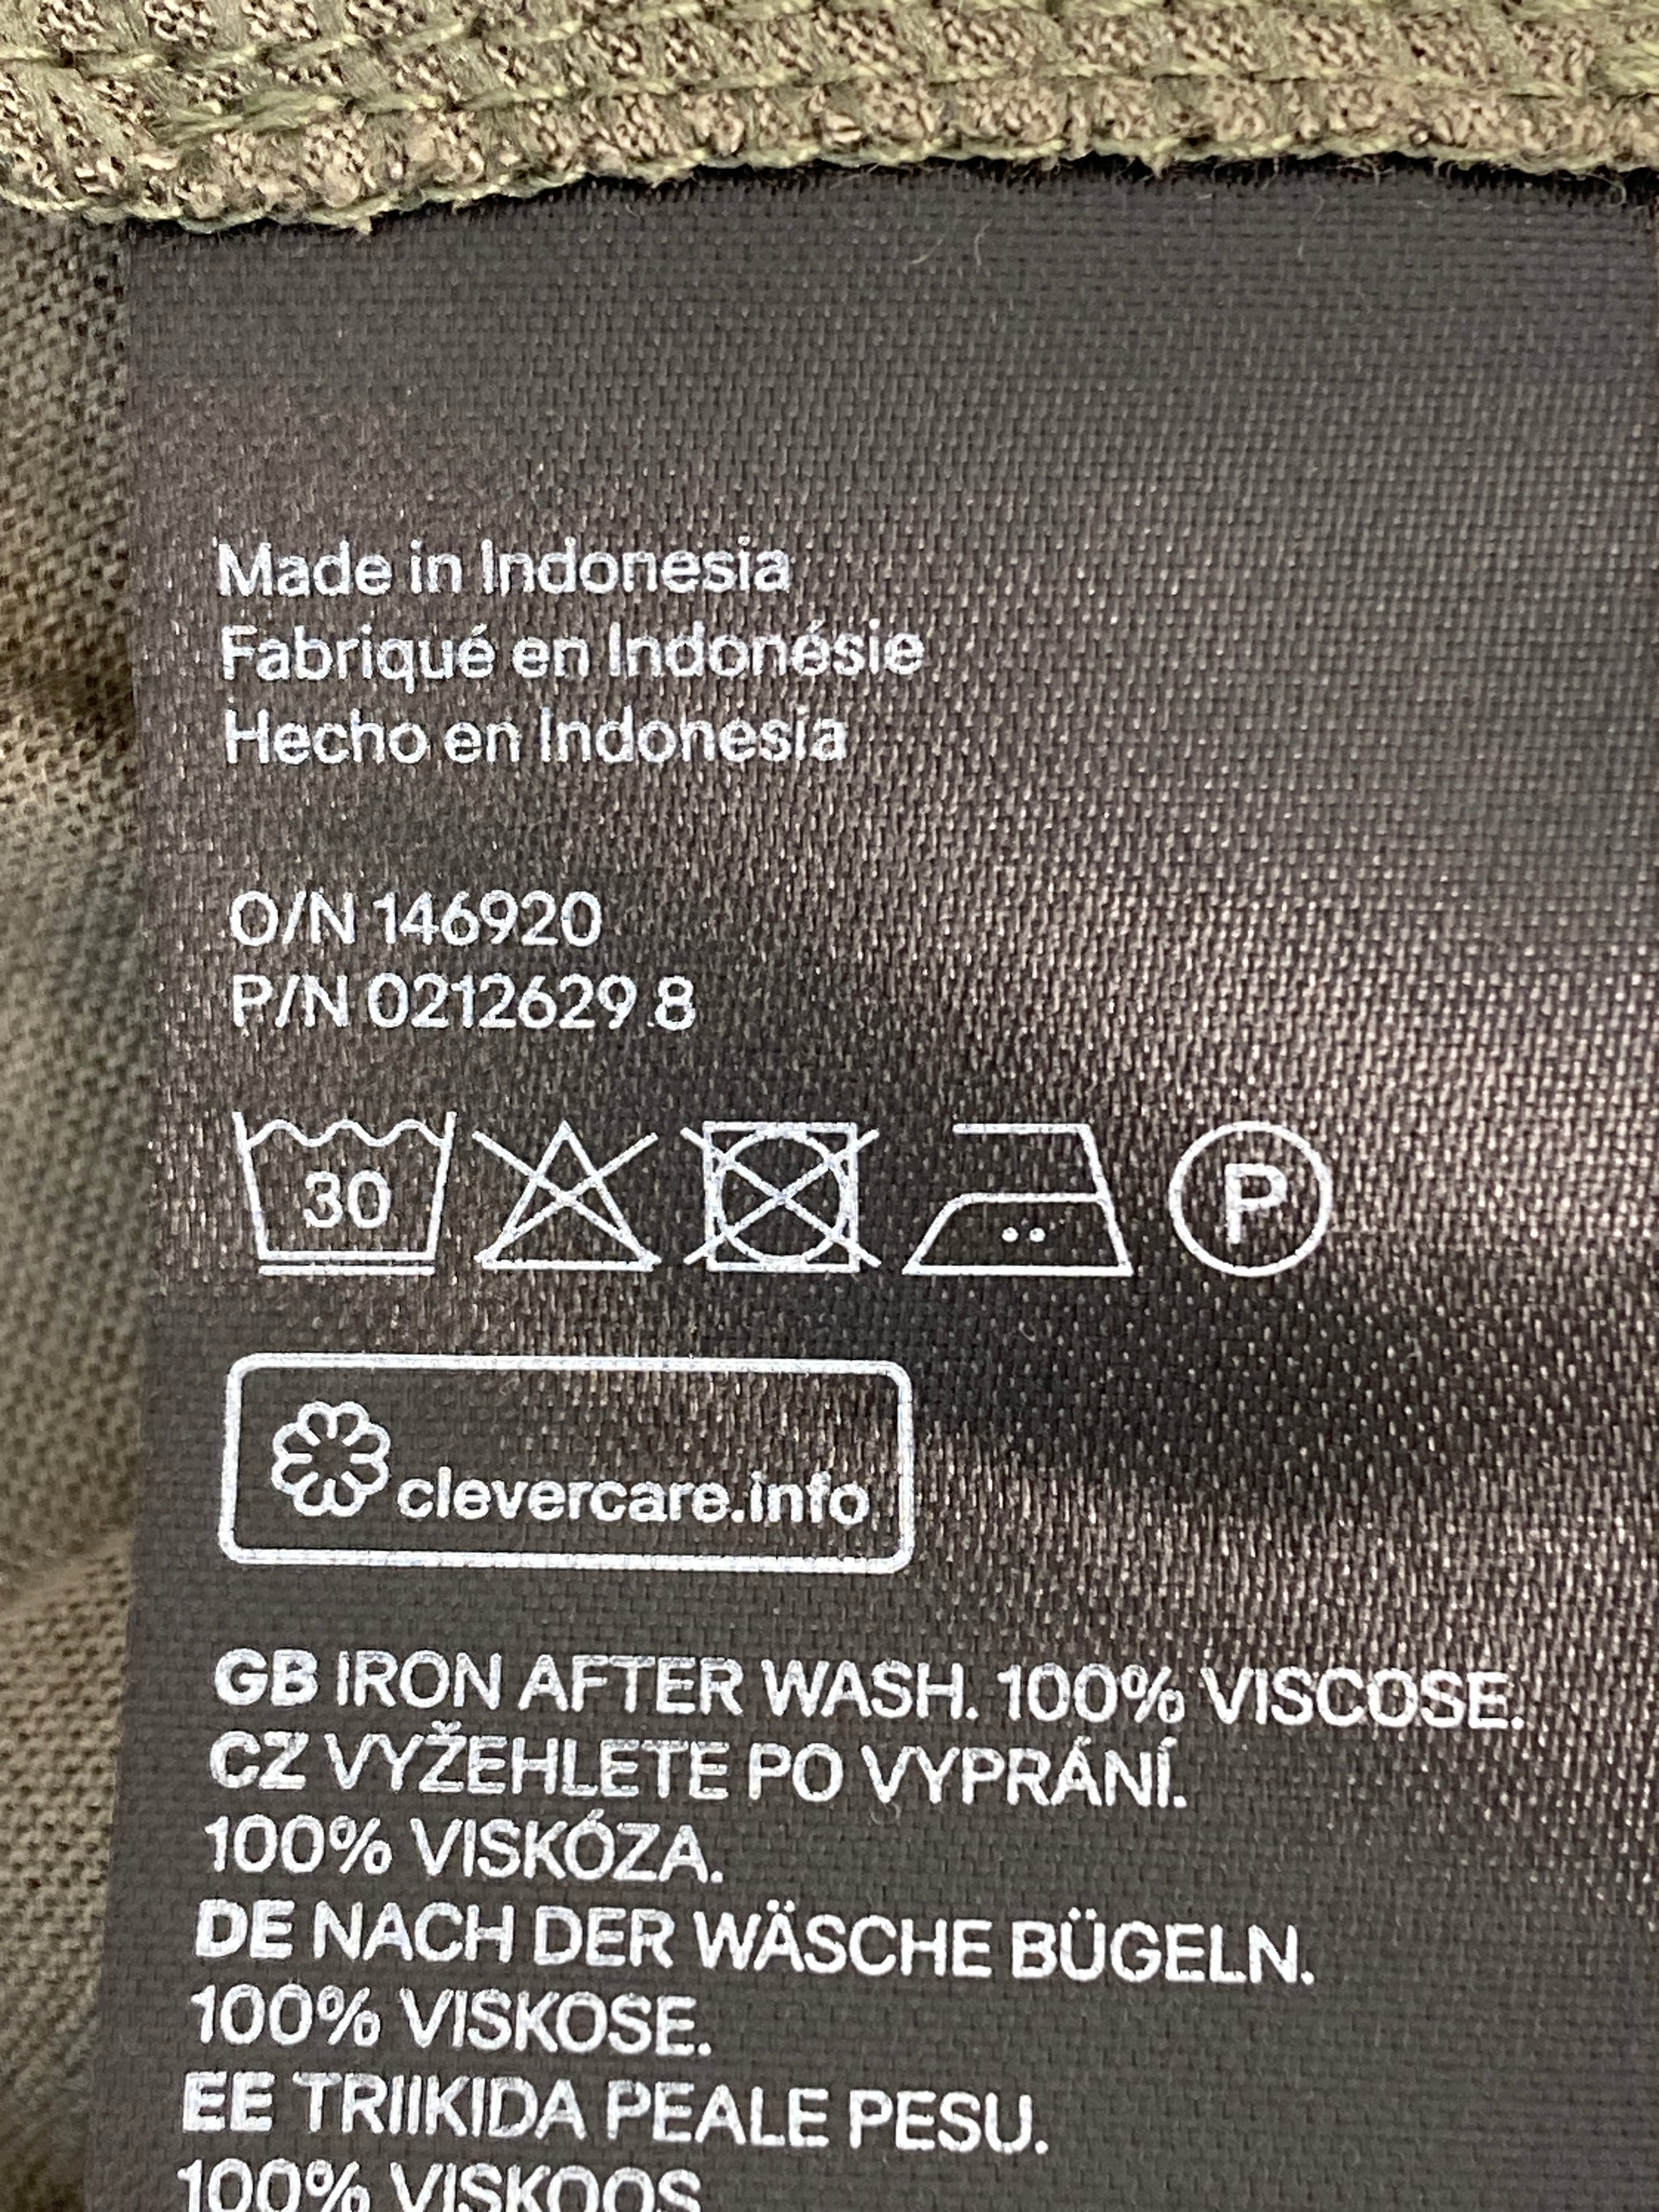 Made in Indonesia
Fabriqué en Indonésie
Hecho en Indonesia
O/N 146920
P/N 0212629.8
30
P
clevercare.info
GB IRON AFTER WASH. 100% VISCOSE.
CZ VYŽEHLETE PO VYPRÁNÍ.
100% VISKÓZA.
DE NACH DER WÄSCHE BÜGELN.
100% VISKOSE.
EE TRIIKIDA PEALE PESU.
100% VISKOOS